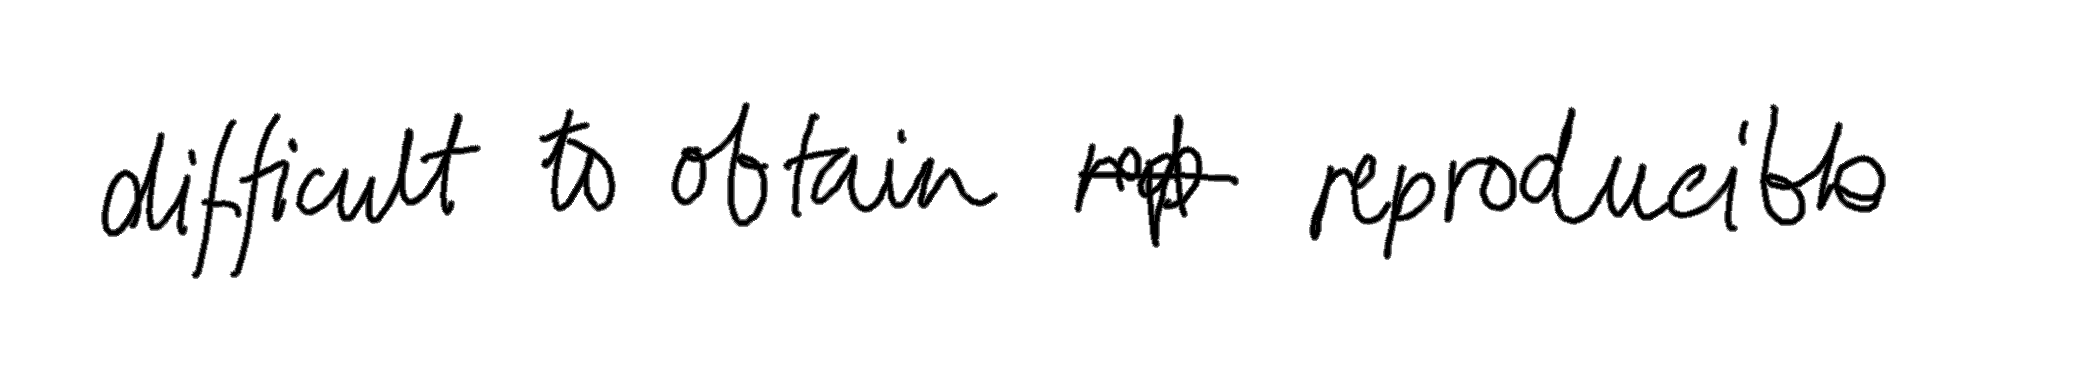 difficult to obtain reproducible